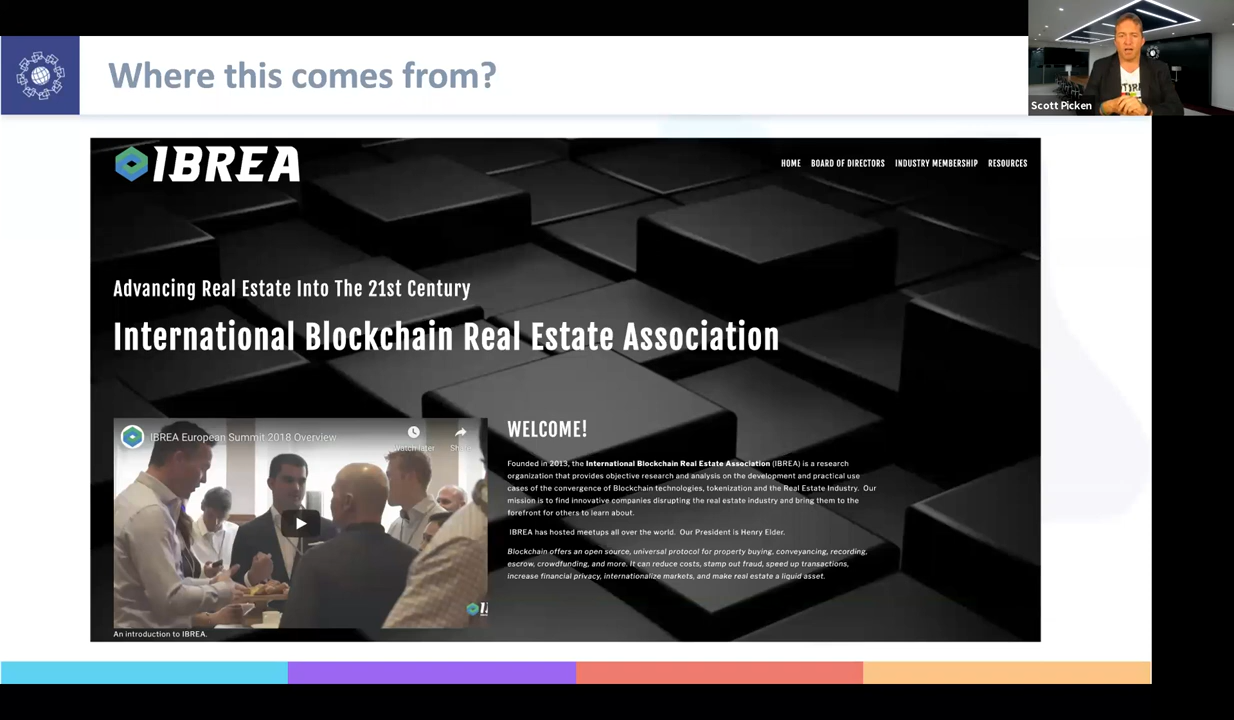 Where this comes from?
Scott Picken
IBREA
HOME BOARD OF DIRECTORS INDUSTRY MEMBERSHIP RESOURCES
Advancing Real Estate Into The 21st Century
International Blockchain Real Estate Association
IBREA European Summit 2018 Overview
Watch later
WELCOME!
Founded in 2013, the International Blockchain Real Estate Association (IBREA) is a research
organization that provides objective research and analysis on the development and practical use
cases of the convergence of Blockchain technologies, tokenization and the Real Estate Industry. Our
mission is to find innovative companies disrupting the real estate industry and bring them to the
forefront for others to learn about.
IBREA has hosted meetups all over the world. Our President is Henry Elder.
Blockchain offers an open source, universal protocol for property buying, conveyancing, recording,
escrow, crowdfunding, and more. It can reduce costs, stamp out fraud, speed up transactions,
increase financial privacy, internationalize markets, and make real estate a liquid asset.
An introduction to IBREA.